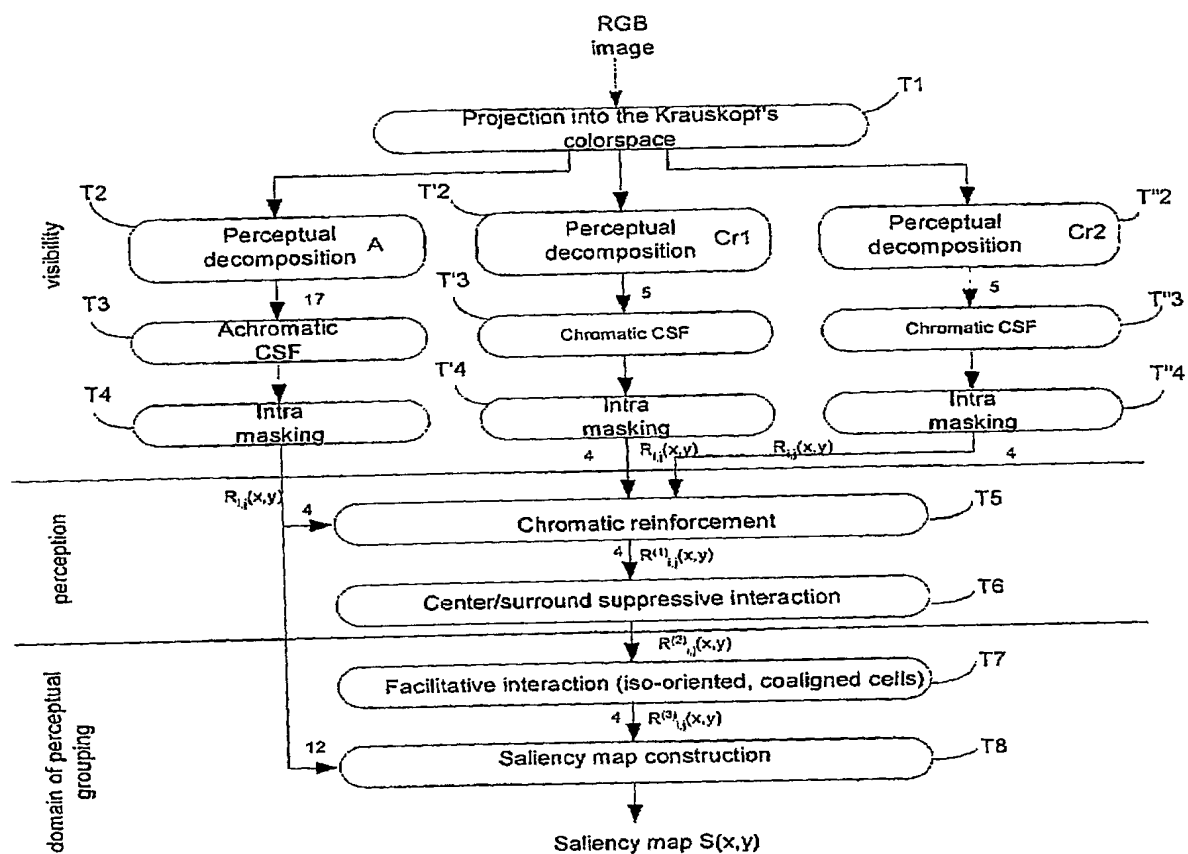 RGB
image
T1
Projection into the Krauskopf's
colorspace
T2
T'2
T"2
Perceptual
decomposition A
Perceptual
decomposition Cr1
Perceptual
decomposition Cr2
visibility
17
5
5
T3
T'3
T"3
Achromatic
CSF
Chromatic CSF
Chromatic CSF
T4
T'4
T"4
Intra
masking
Intra
masking
Intra
masking
4
R i,j(x,y)
R i,j(x,y)
4
R i,j(x,y)
4
T5
Chromatic reinforcement
perception
4 R(1) i,j(x,y)
T6
Center/surround suppressive interaction
R(2) i,j(x,y)
T7
Facilitative interaction (iso-oriented, coaligned cells)
domain of perceptual
grouping
4 R(3) i,j(x,y)
12
T8
Saliency map construction
Saliency map S(x,y)